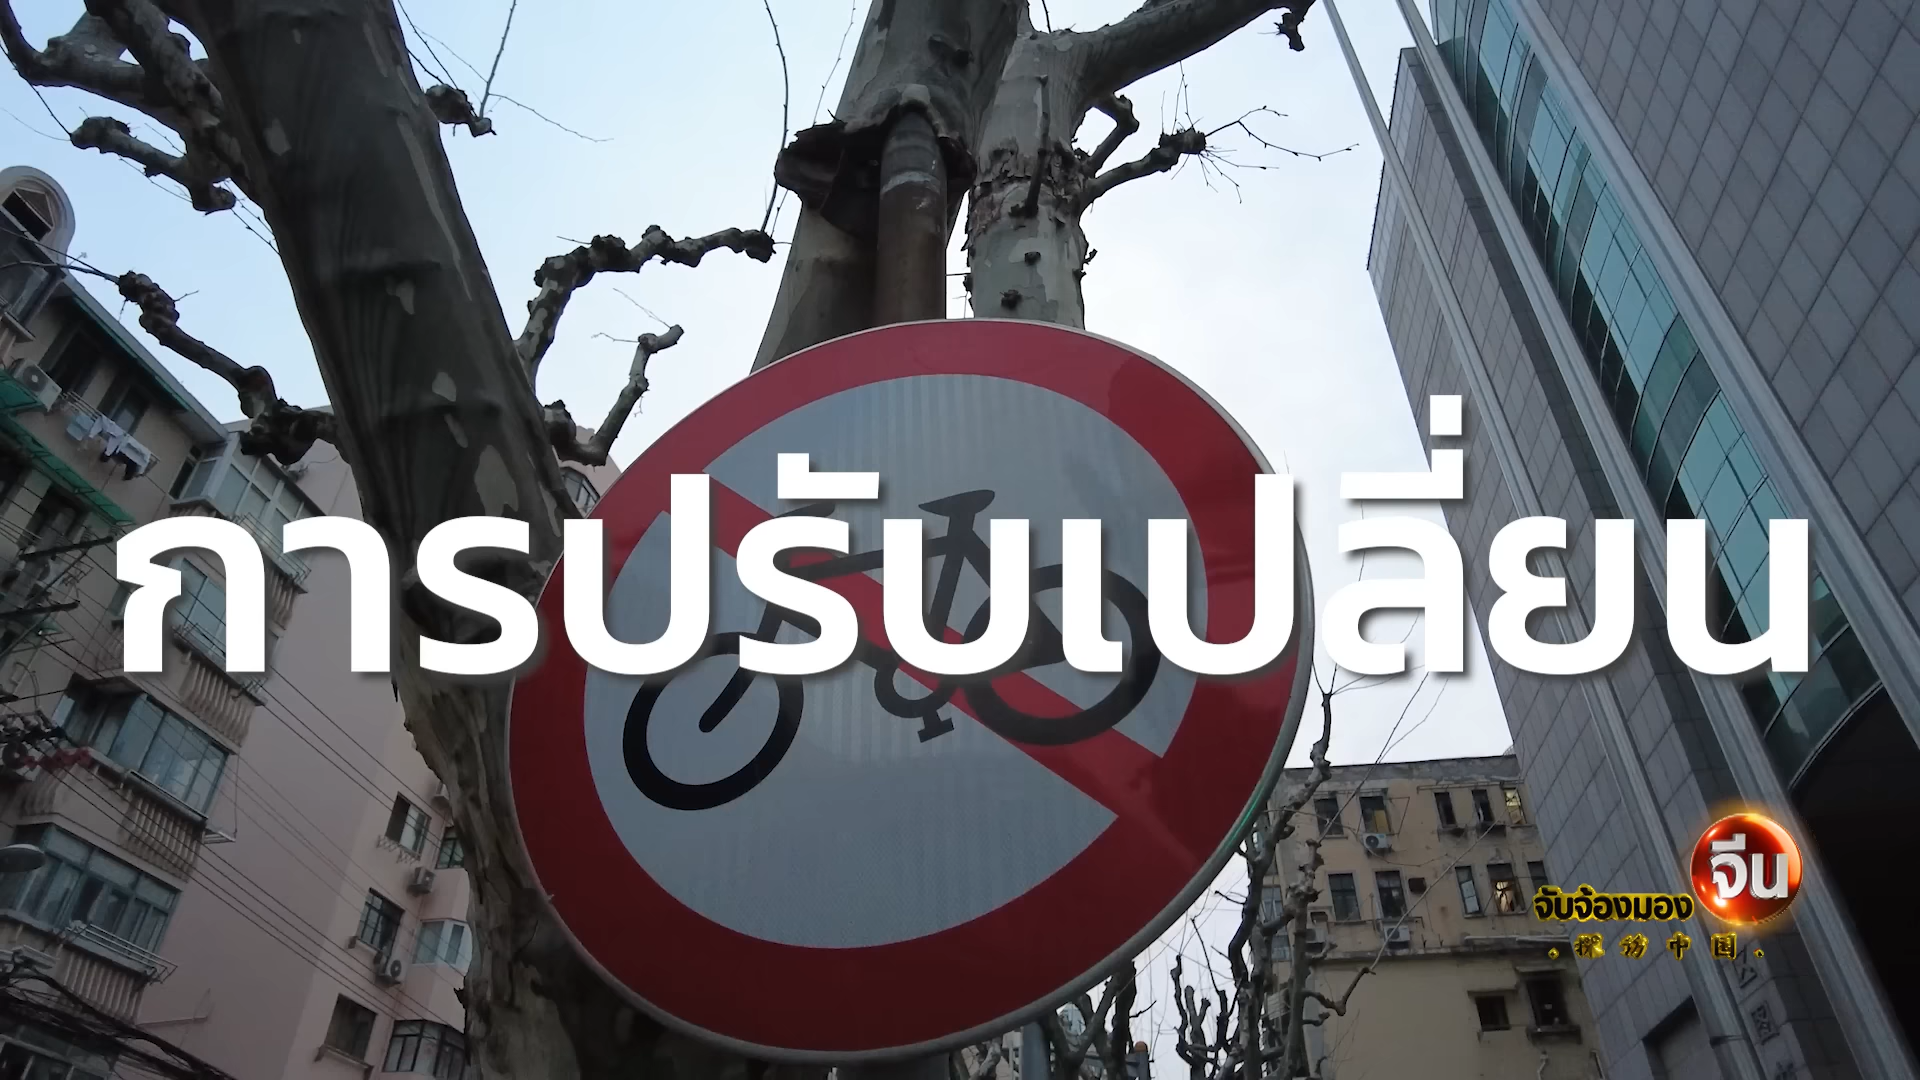 การปรับเปลี่ยน
จีน
จับจ้องมอง
·探访中国·